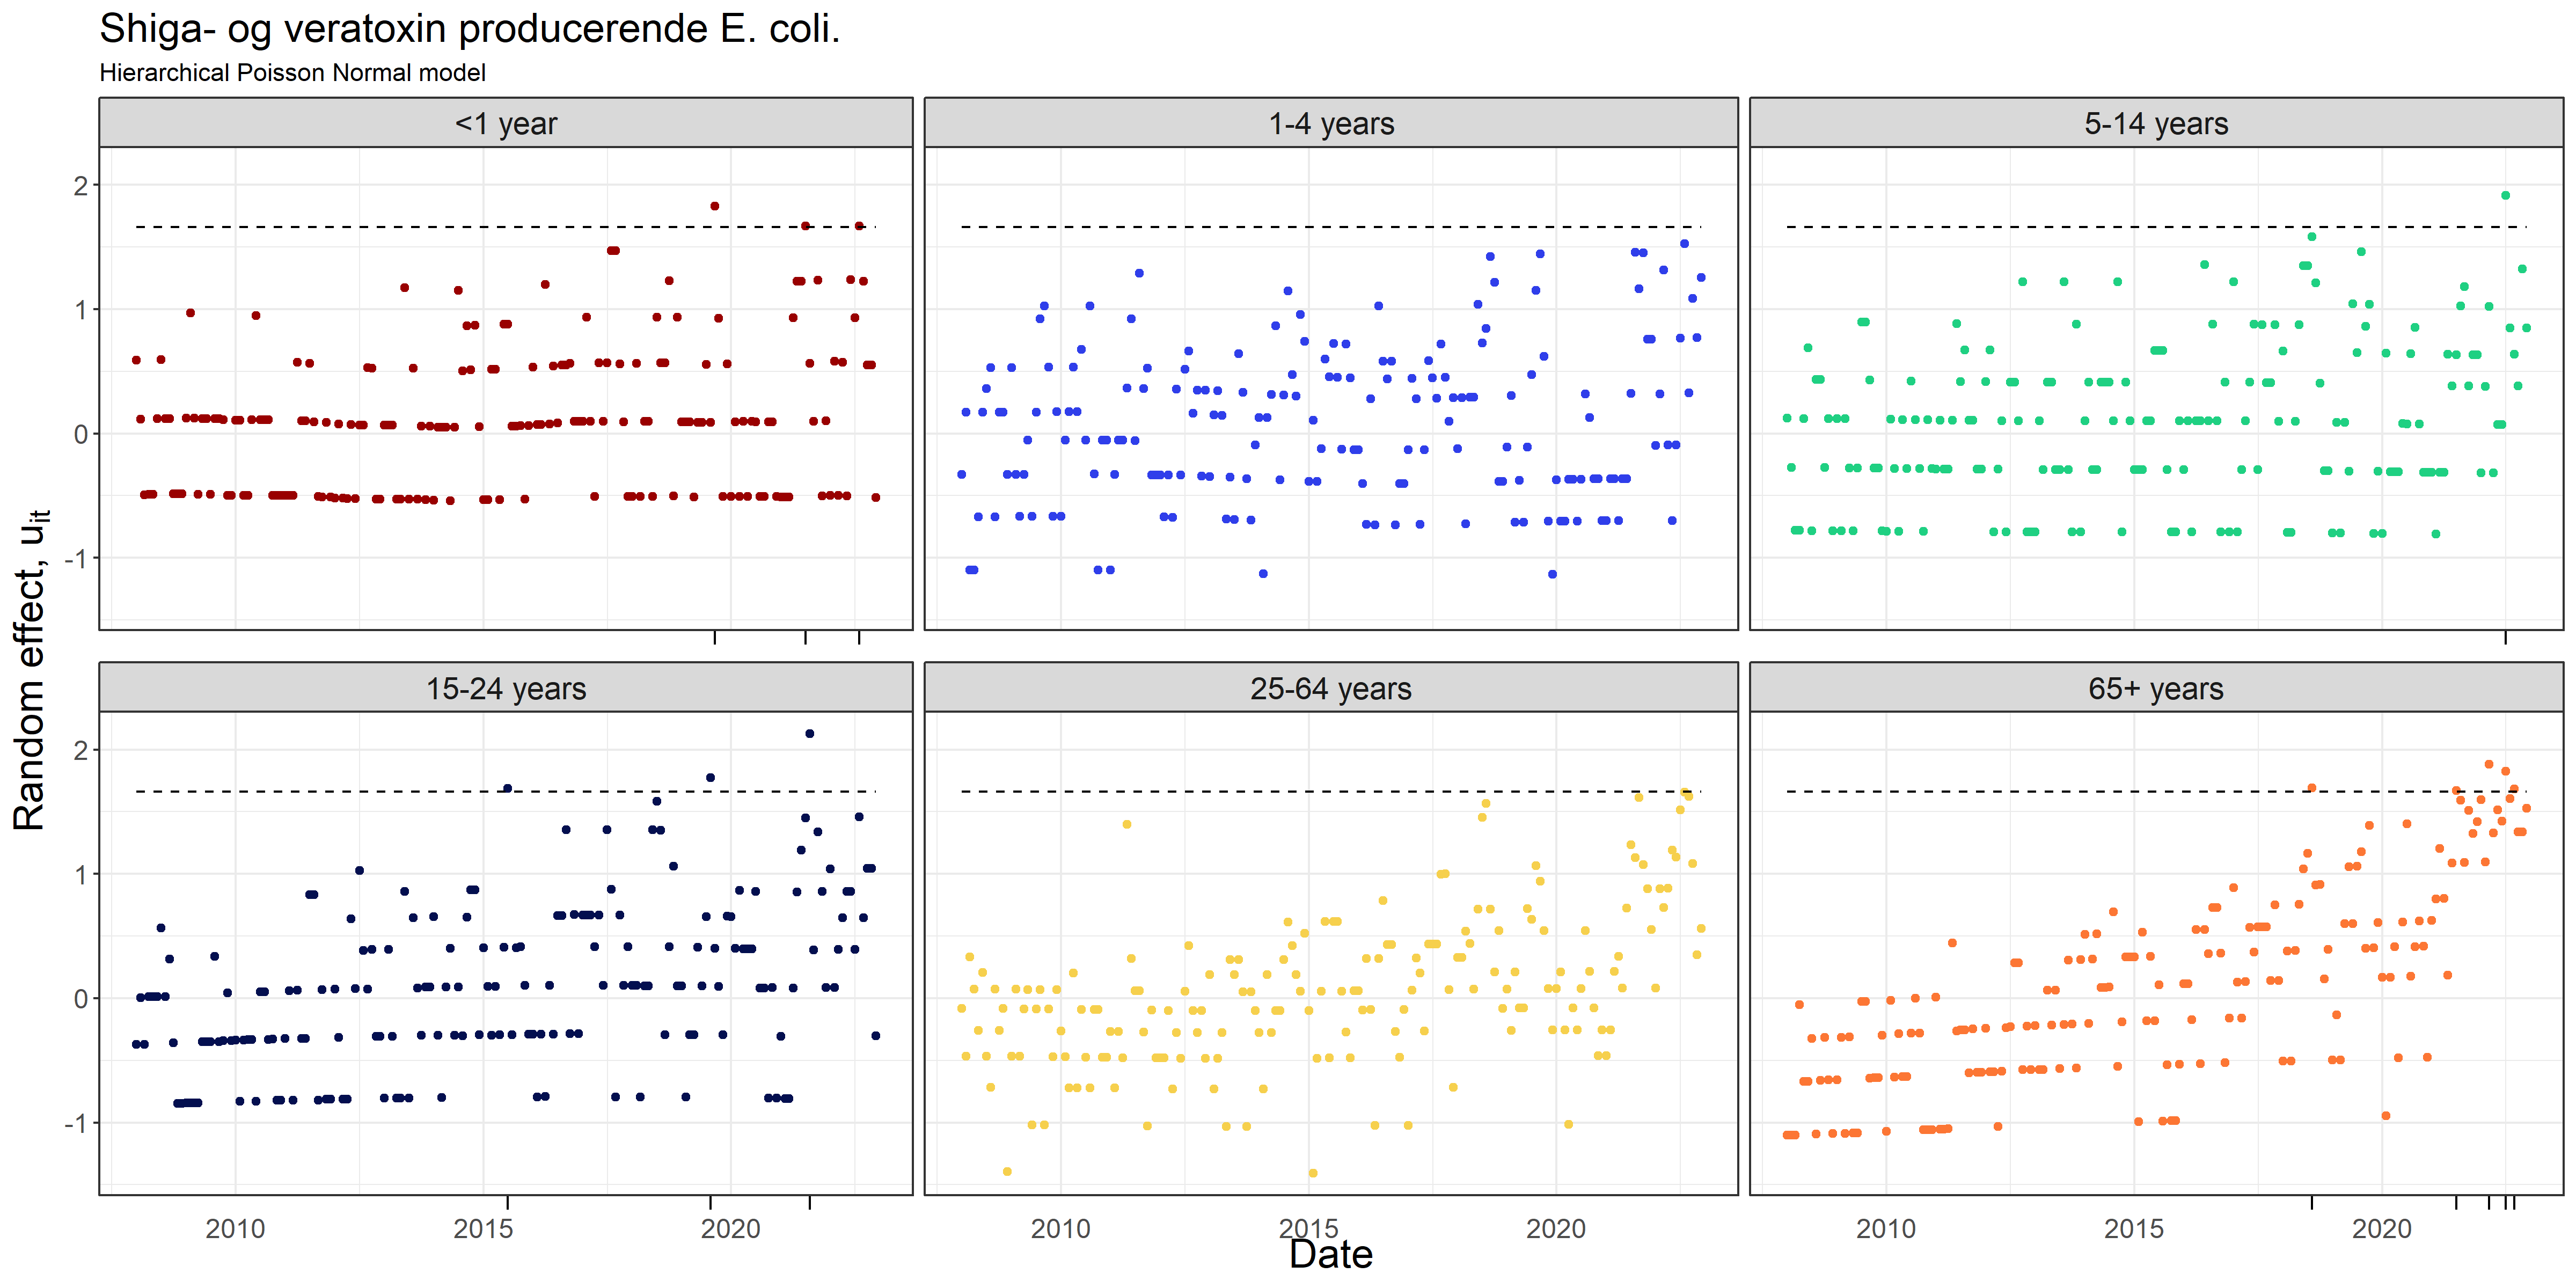 Shiga- og veratoxin producerende E. coli.
Hierarchical Poisson Normal model
<1 year
1-4 years
5-14 years
2
1
0
-1
15-24 years
25-64 years
65+ years
2
1
0
-1
Random effect, uit
2010
2015
2020
2010
2015
2020
2010
2015
2020
Date